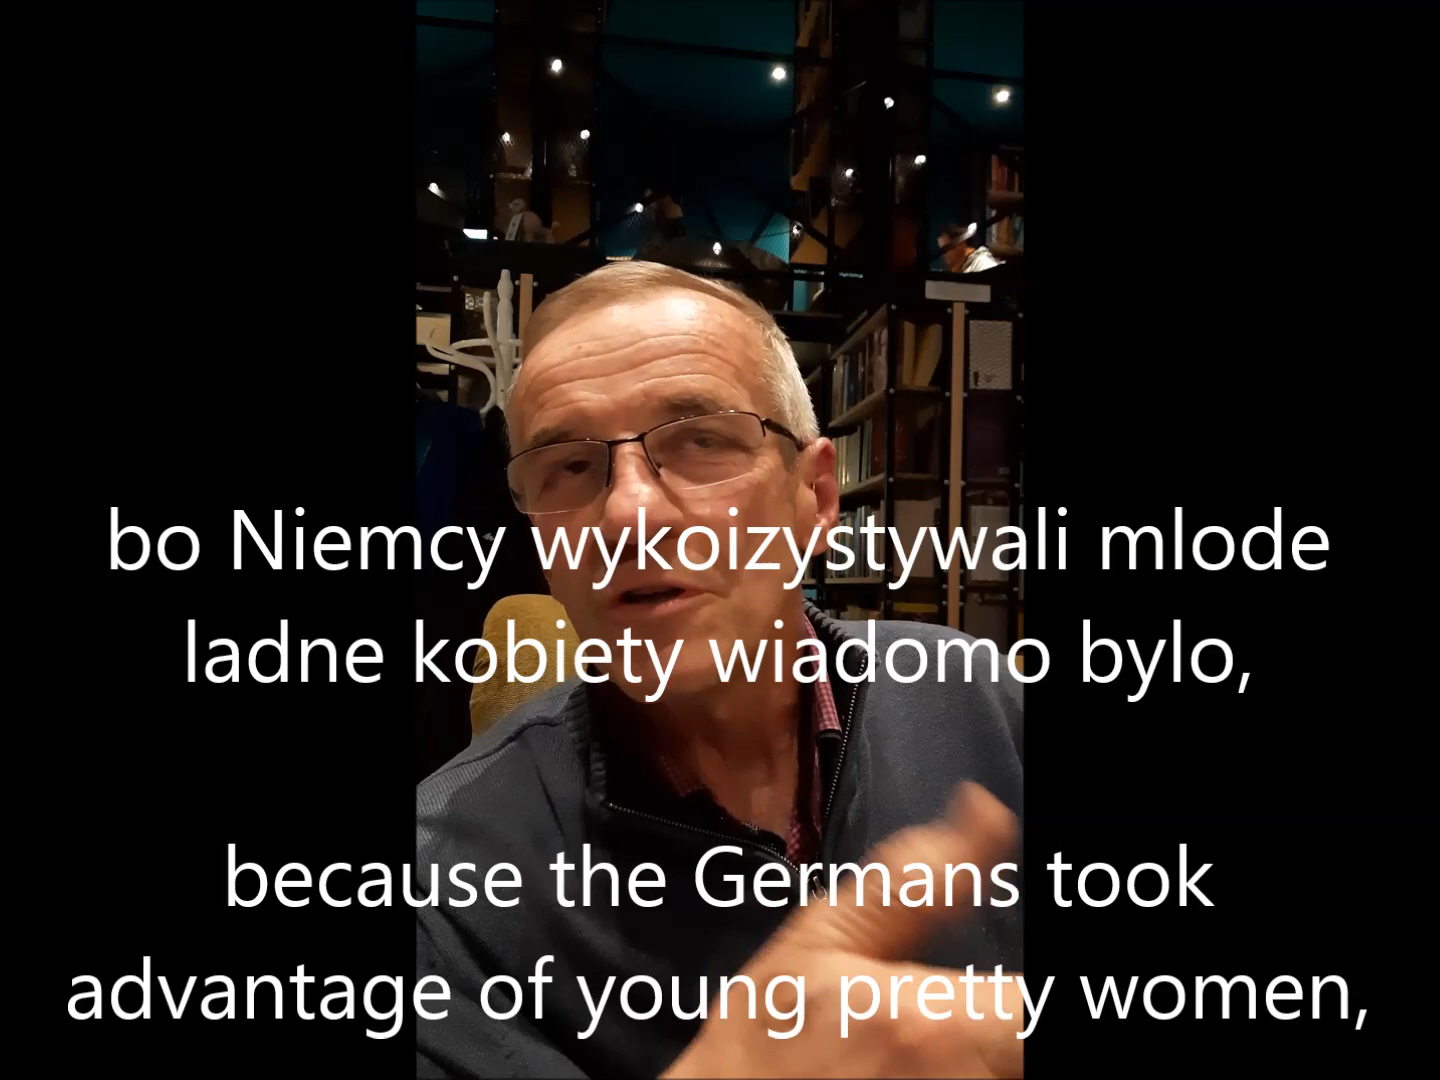 bo Niemcy wykoizystywali mlode
ladne kobiety wiadomo bylo,
because the Germans took
advantage of young pretty women,